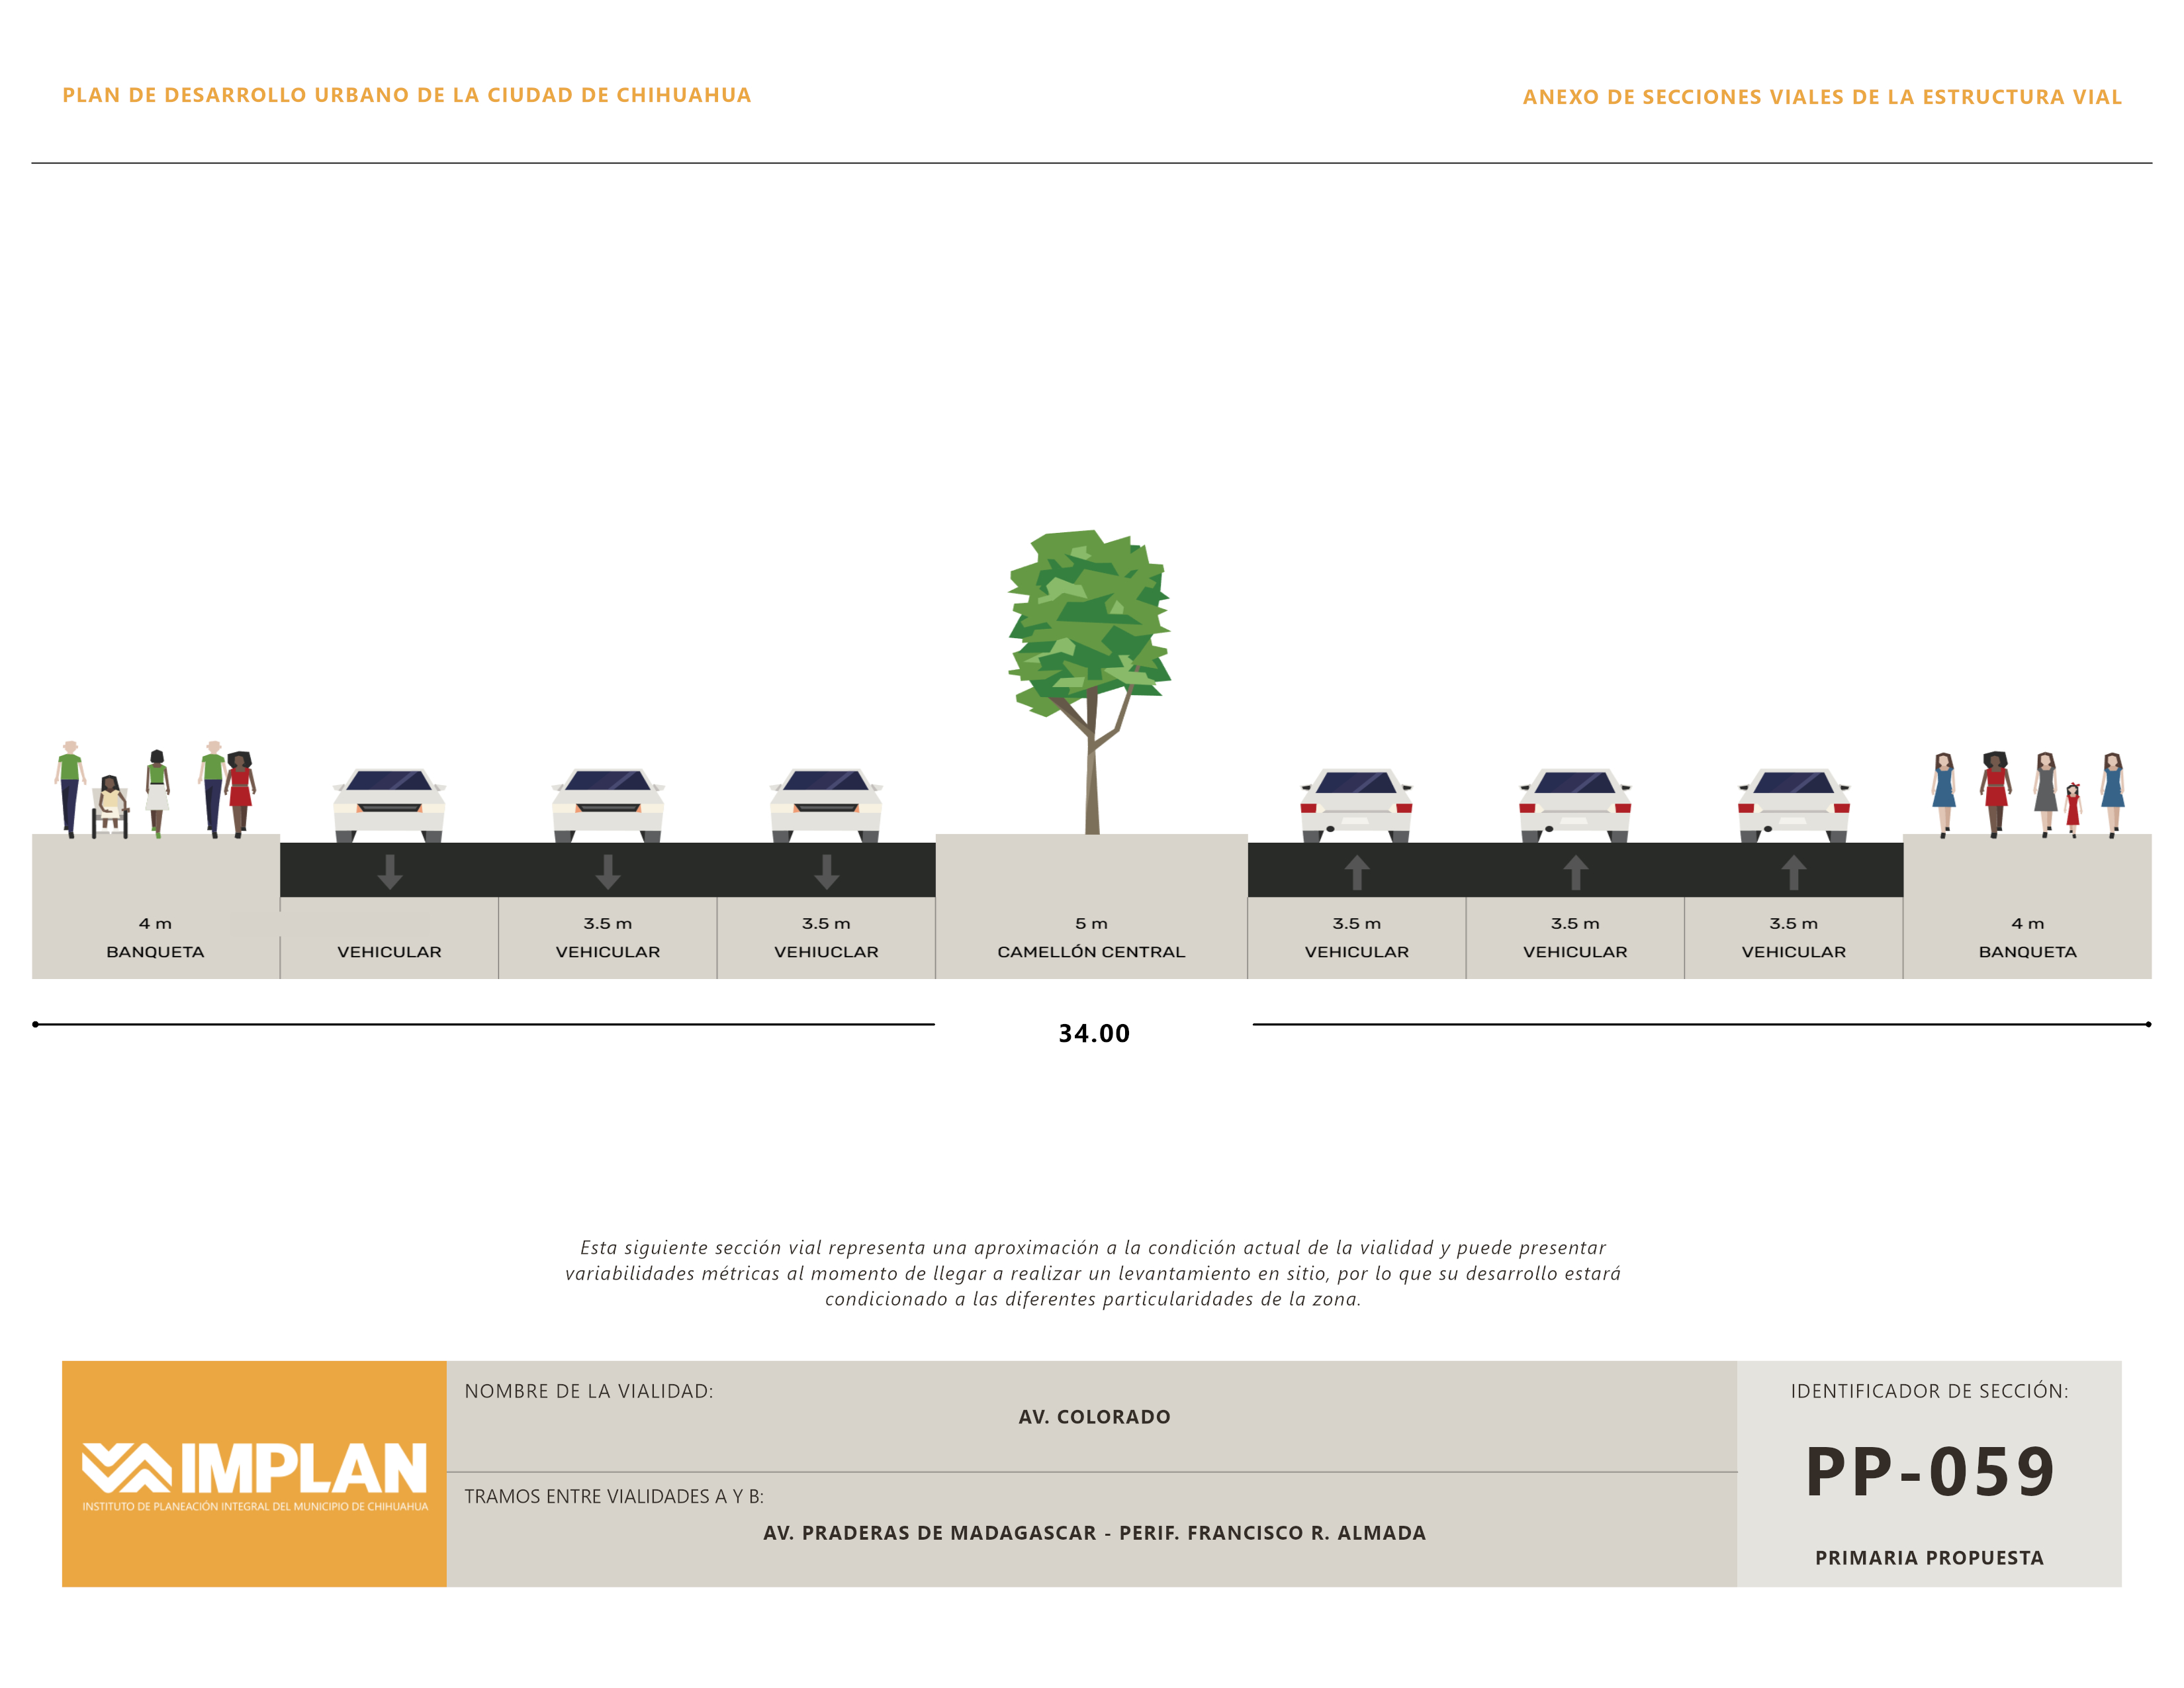 PLAN DE DESARROLLO URBANO DE LA CIUDAD DE CHIHUAHUA
ANEXO DE SECCIONES VIALES DE LA ESTRUCTURA VIAL
4 m
BANQUETA
VEHICULAR
3.5 m
VEHICULAR
3.5 m
VEHIUCLAR
5 m
CAMELLÓN CENTRAL
3.5 m
VEHICULAR
3.5 m
VEHICULAR
3.5 m
VEHICULAR
4 m
BANQUETA
34.00
Esta siguiente sección vial representa una aproximación a la condición actual de la vialidad y puede presentar
variabilidades métricas al momento de llegar a realizar un levantamiento en sitio, por lo que su desarrollo estará
condicionado a las diferentes particularidades de la zona.
IMPLAN
INSTITUTO DE PLANEACIÓN INTEGRAL DEL MUNICIPIO DE CHIHUAHUA
NOMBRE DE LA VIALIDAD:
AV. COLORADO
TRAMOS ENTRE VIALIDADES A Y B:
AV. PRADERAS DE MADAGASCAR - PERIF. FRANCISCO R. ALMADA
IDENTIFICADOR DE SECCIÓN:
PP-059
PRIMARIA PROPUESTA